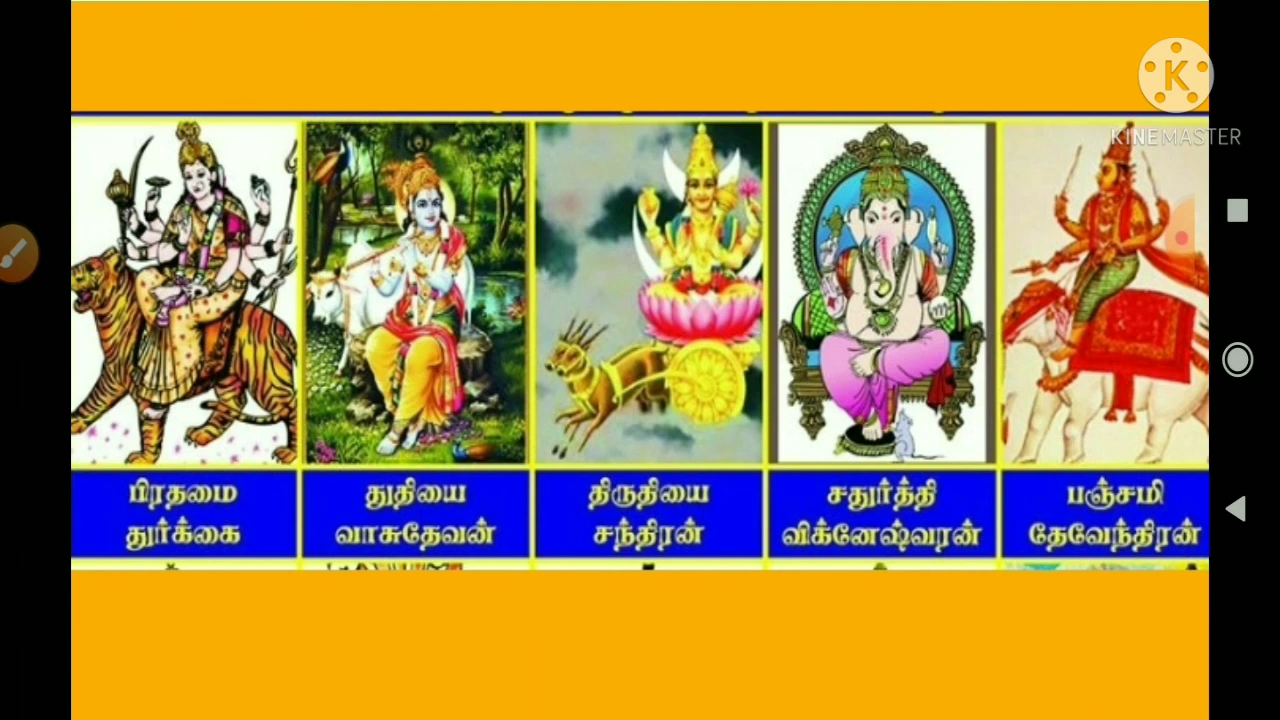 K
KINEMASTER
பிரதமை
துர்க்கை
துதியை
வாசுதேவன்
திருதியை
சந்திரன்
சதுர்த்தி
விக்னேஷ்வரன்
பஞ்சமி
தேவேந்திரன்